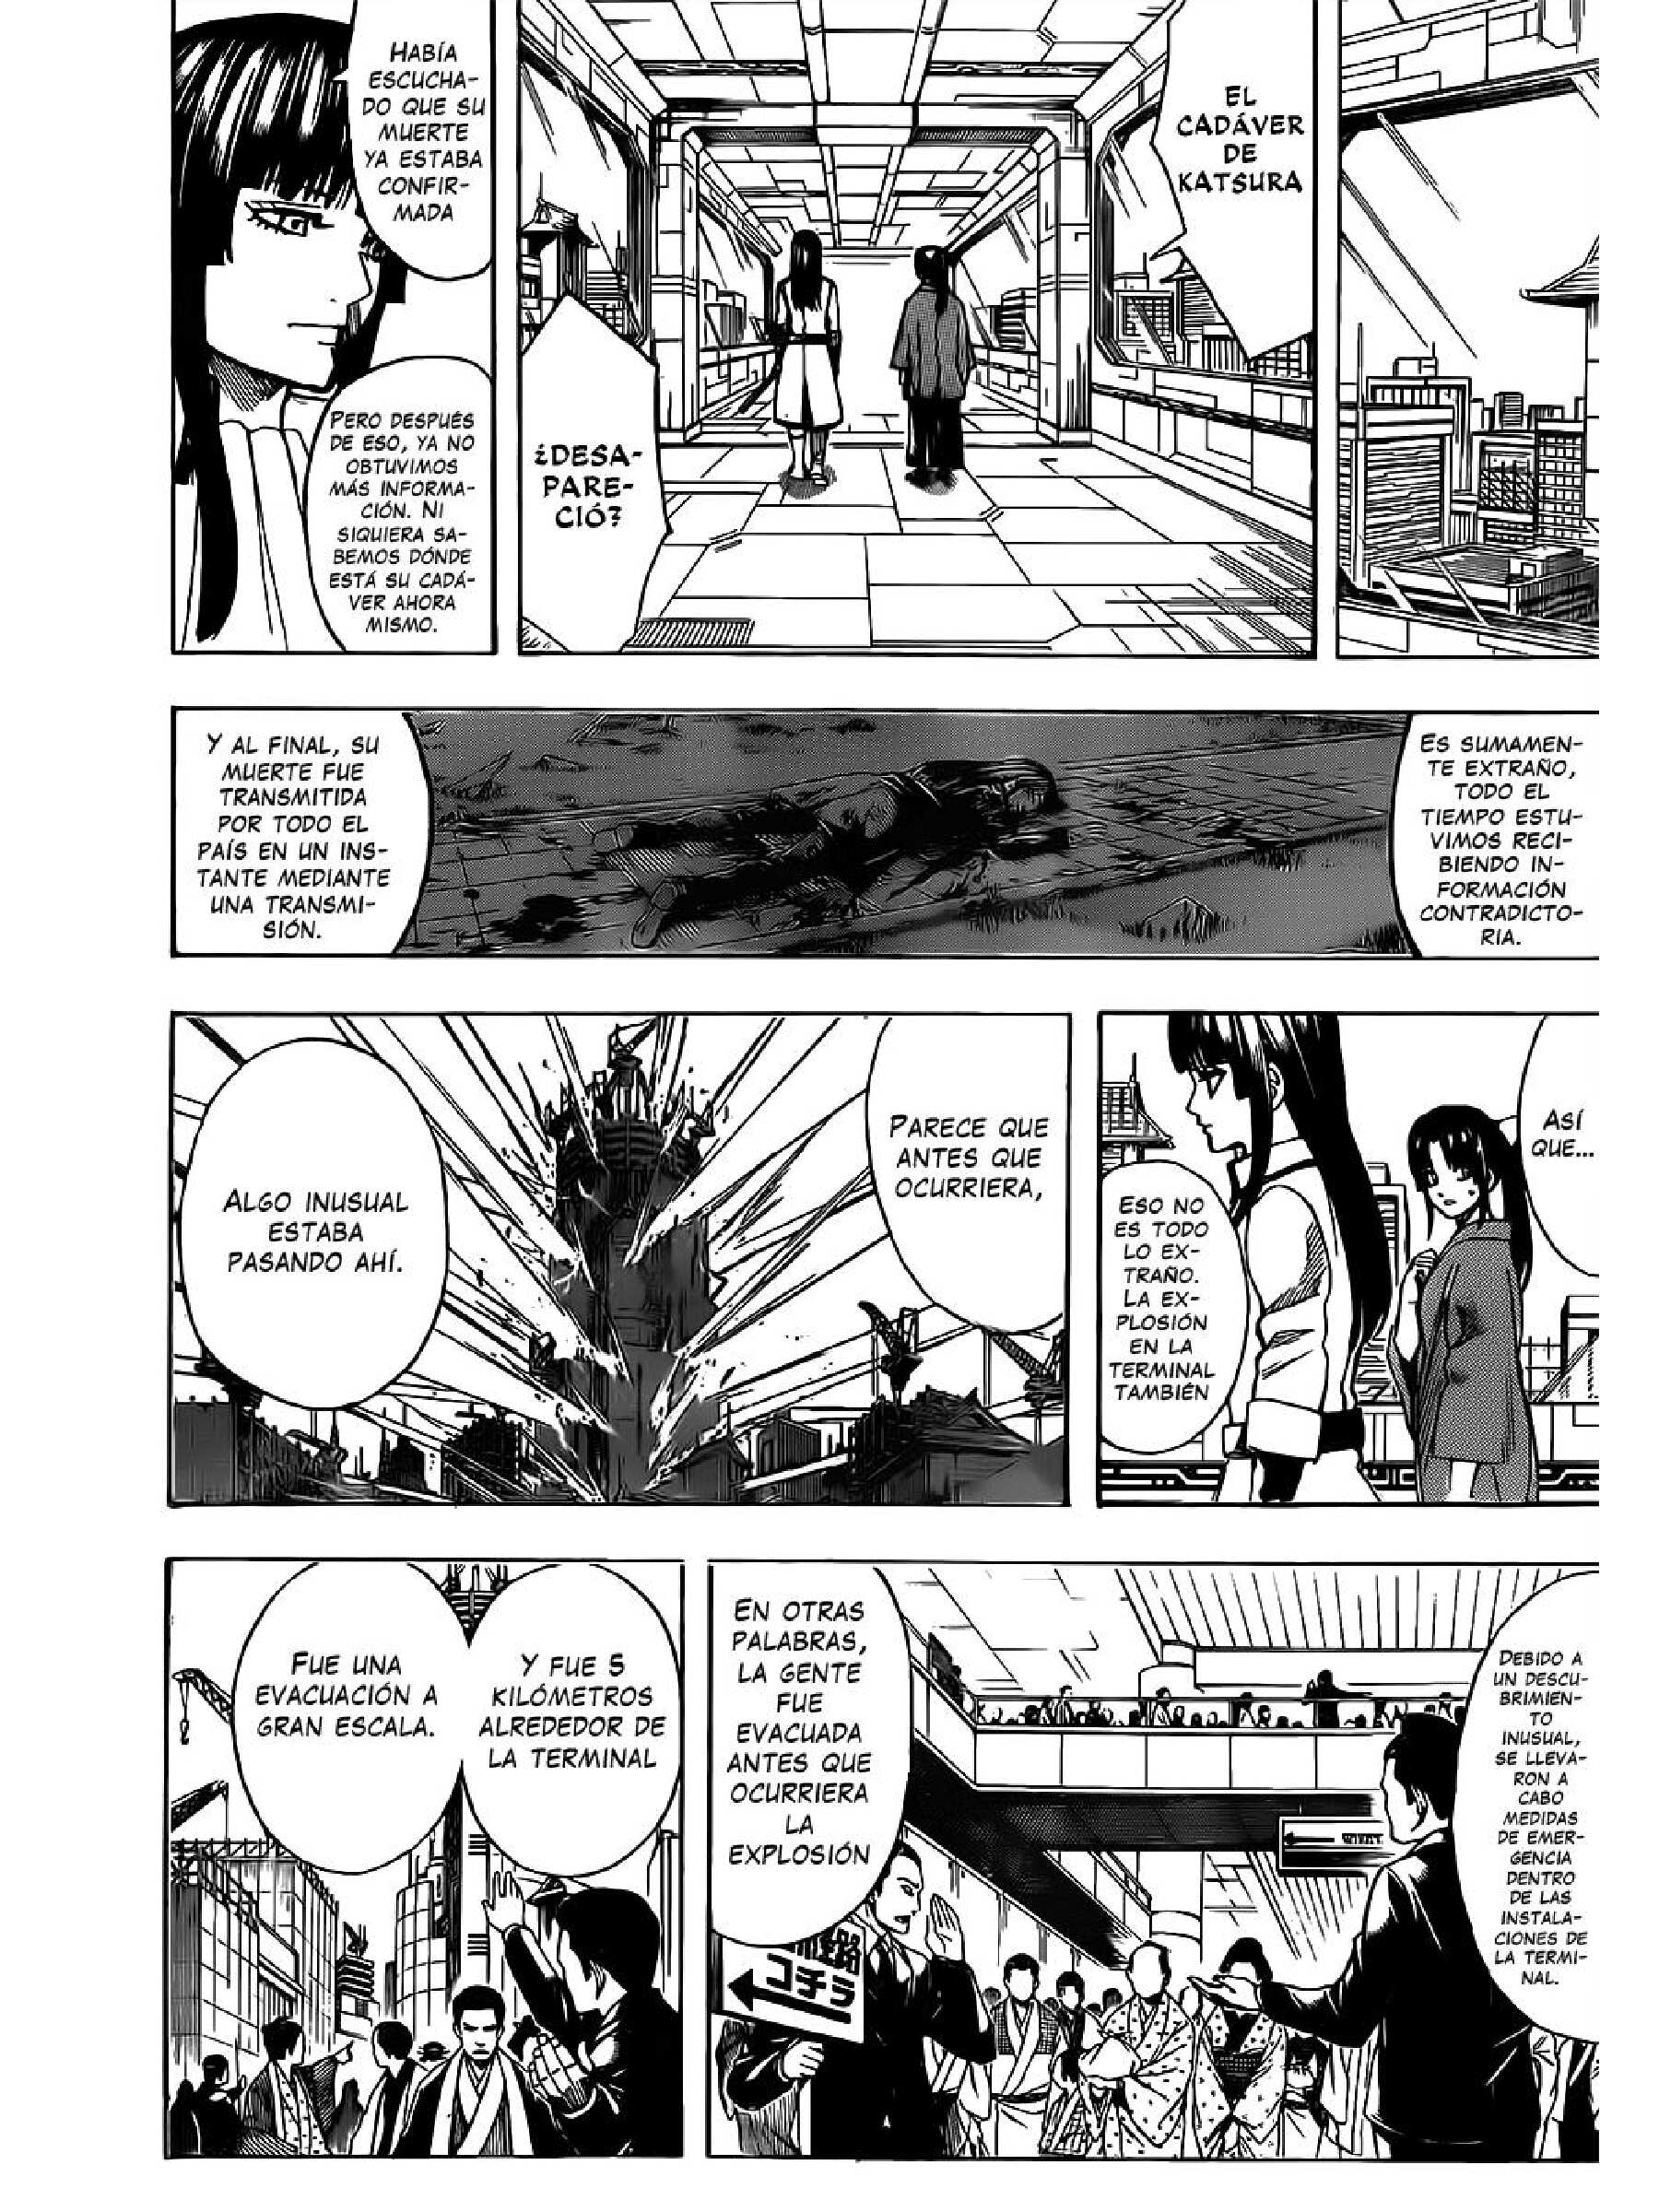 EL
CADÁVER
DE
KATSURA
¿DESA-
PARE-
CIÓ?
HABÍA
ESCUCHA-
DO QUE SU
MUERTE
YA ESTABA
CONFIR-
MADA
PERO DESPUÉS
DE ESO, YA NO
OBTUVIMOS
MÁS INFORMA-
CIÓN. NI
SIQUIERA SA-
BEMOS DÓNDE
ESTÁ SU CADÁ-
VER AHORA
MISMO.
ES SUMAMEN-
TE EXTRAÑO,
TODO EL
TIEMPO ESTU-
VIMOS RECI-
BIENDO IN-
FORMACIÓN
CONTRADICTO-
RIA.
Y AL FINAL, SU
MUERTE FUE
TRANSMITIDA
POR TODO EL
PAÍS EN UN INS-
TANTE MEDIANTE
UNA TRANSMI-
SIÓN.
ASÍ
QUE...
ESO NO
ES TODO
LO EX-
TRAÑO.
LA EX-
PLOSIÓN
EN LA
TERMINAL
TAMBIÉN
PARECE QUE
ANTES QUE
OCURRIERA,
ALGO INUSUAL
ESTABA
PASANDO AHÍ.
DEBIDO A
UN DESCU-
BRIMIEN-
TO
INUSUAL,
SE LLEVA-
RON A
CABO
MEDIDAS
DE EMER-
GENCIA
DENTRO
DE LAS
INSTALA-
CIONES DE
LA TERMI-
NAL.
EN OTRAS
PALABRAS,
LA GENTE
FUE
EVACUADA
ANTES QUE
OCURRIERA
LA
EXPLOSIÓN
コチラ
Y FUE 5
KILÓMETROS
ALREDEDOR DE
LA TERMINAL
FUE UNA
EVACUACIÓN A
GRAN ESCALA.